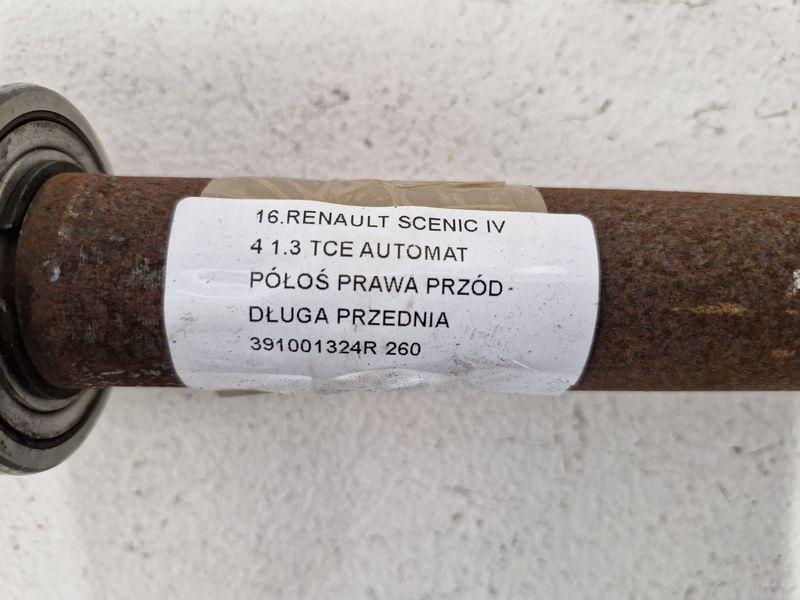 16.RENAULT SCENIC IV
4 1.3 TCE AUTOMAT
PÓŁOŚ PRAWA PRZÓD
DŁUGA PRZEDNIA
391001324R 260